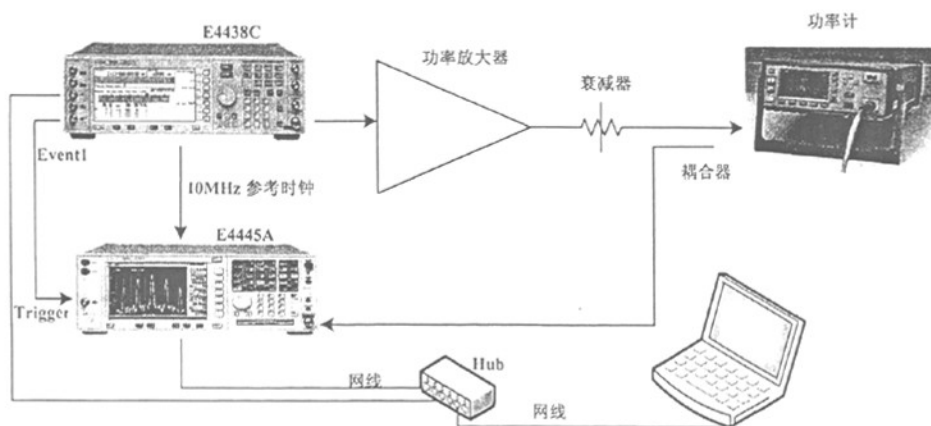 E4438C
功率计
功率放大器
衰减器
Event1
10MHz 参考时钟
耦合器
E4445A
Trigger
Hub
网线
网线